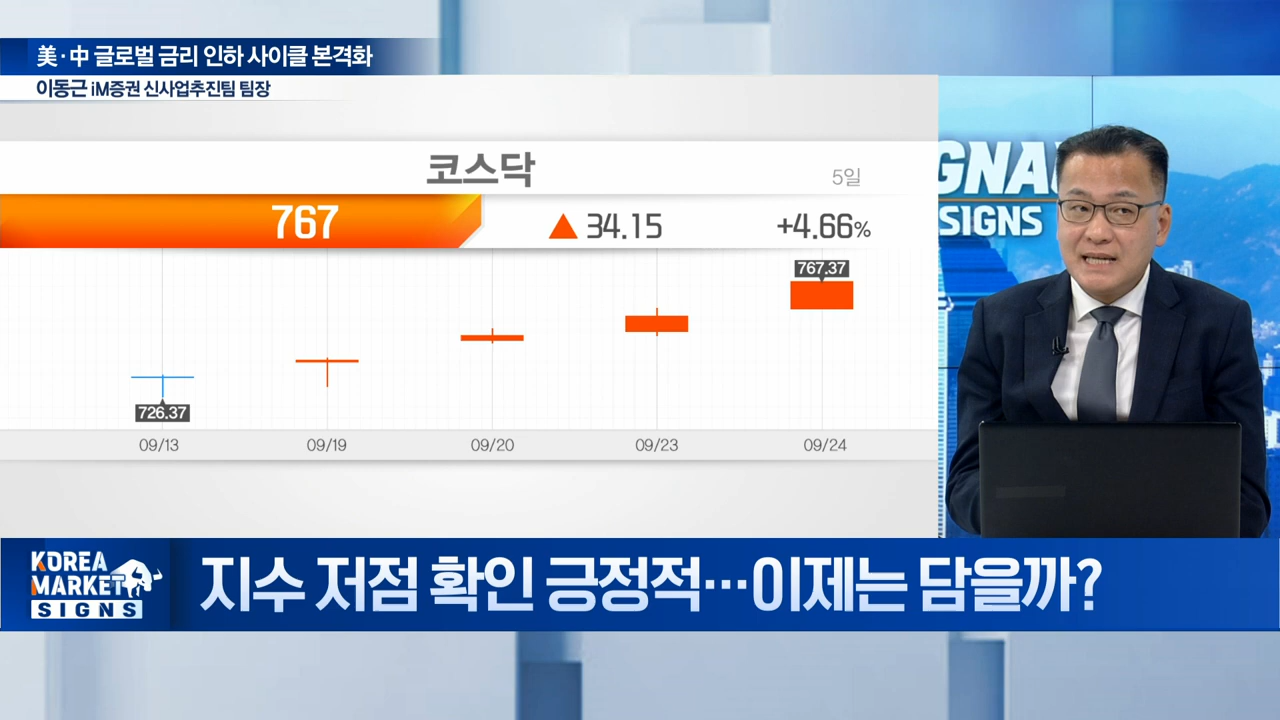 美·中 글로벌 금리 인하 사이클 본격화
이동근 iM증권 신사업추진팀 팀장
코스닥
5일
767 ▲ 34.15 +4.66%
767.37
726.37
09/13 09/19 09/20 09/23 09/24
GNA
SIGNS
KOREA
MARKET
SIGNS
지수 저점 확인 긍정적…이제는 담을까?